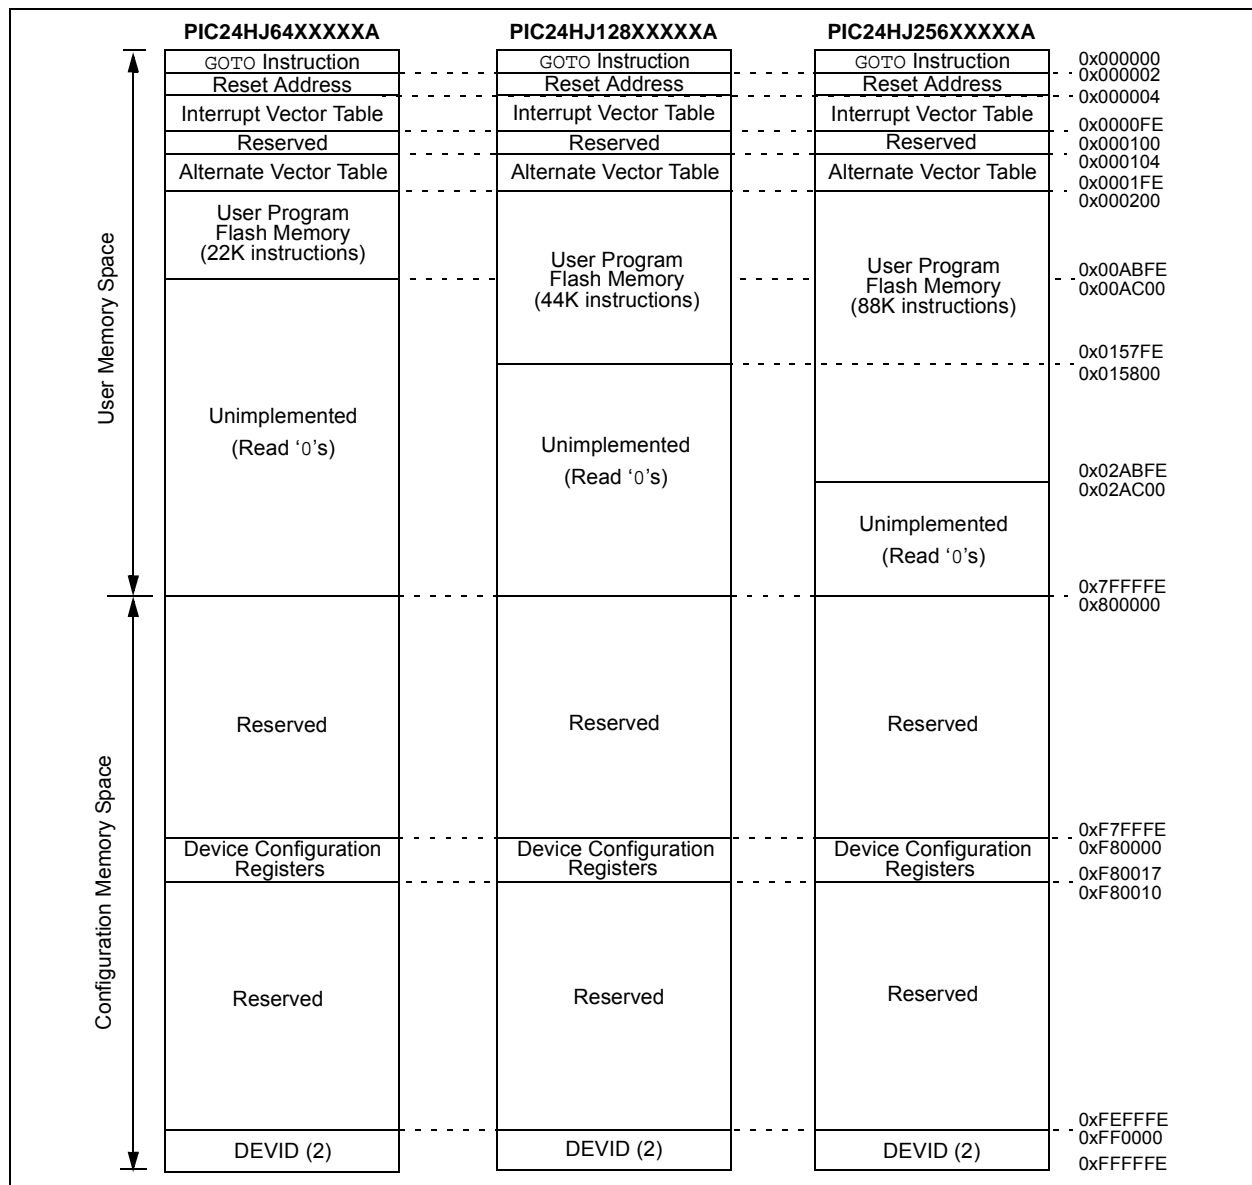 PIC24HJ64XXXXXA PIC24HJ128XXXXXA PIC24HJ256XXXXXA
GOTO Instruction GOTO Instruction GOTO Instruction 0x000000
0x000002
Reset Address Reset Address Reset Address
0x000004
Interrupt Vector Table Interrupt Vector Table Interrupt Vector Table
0x0000FE
Reserved Reserved Reserved 0x000100
0x000104
Alternate Vector Table Alternate Vector Table Alternate Vector Table
0x0001FE
0x000200
User Program
Flash Memory
(22K instructions)
User Program
Flash Memory
(44K instructions)
User Program
Flash Memory
(88K instructions)
0x00ABFE
0x00AC00
0x0157FE
0x015800
User Memory Space
Unimplemented
(Read ‘0’s)
Unimplemented
(Read ‘0’s)
0x02ABFE
0x02AC00
Unimplemented
(Read ‘0’s)
0x7FFFFE
0x800000
Reserved Reserved Reserved
0xF7FFFE
0xF80000
Device Configuration
Registers
Device Configuration
Registers
Device Configuration
Registers
0xF80017
0xF80010
Configuration Memory Space
Reserved Reserved Reserved
0xFEFFFE
0xFF0000
DEVID (2) DEVID (2) DEVID (2)
0xFFFFFE